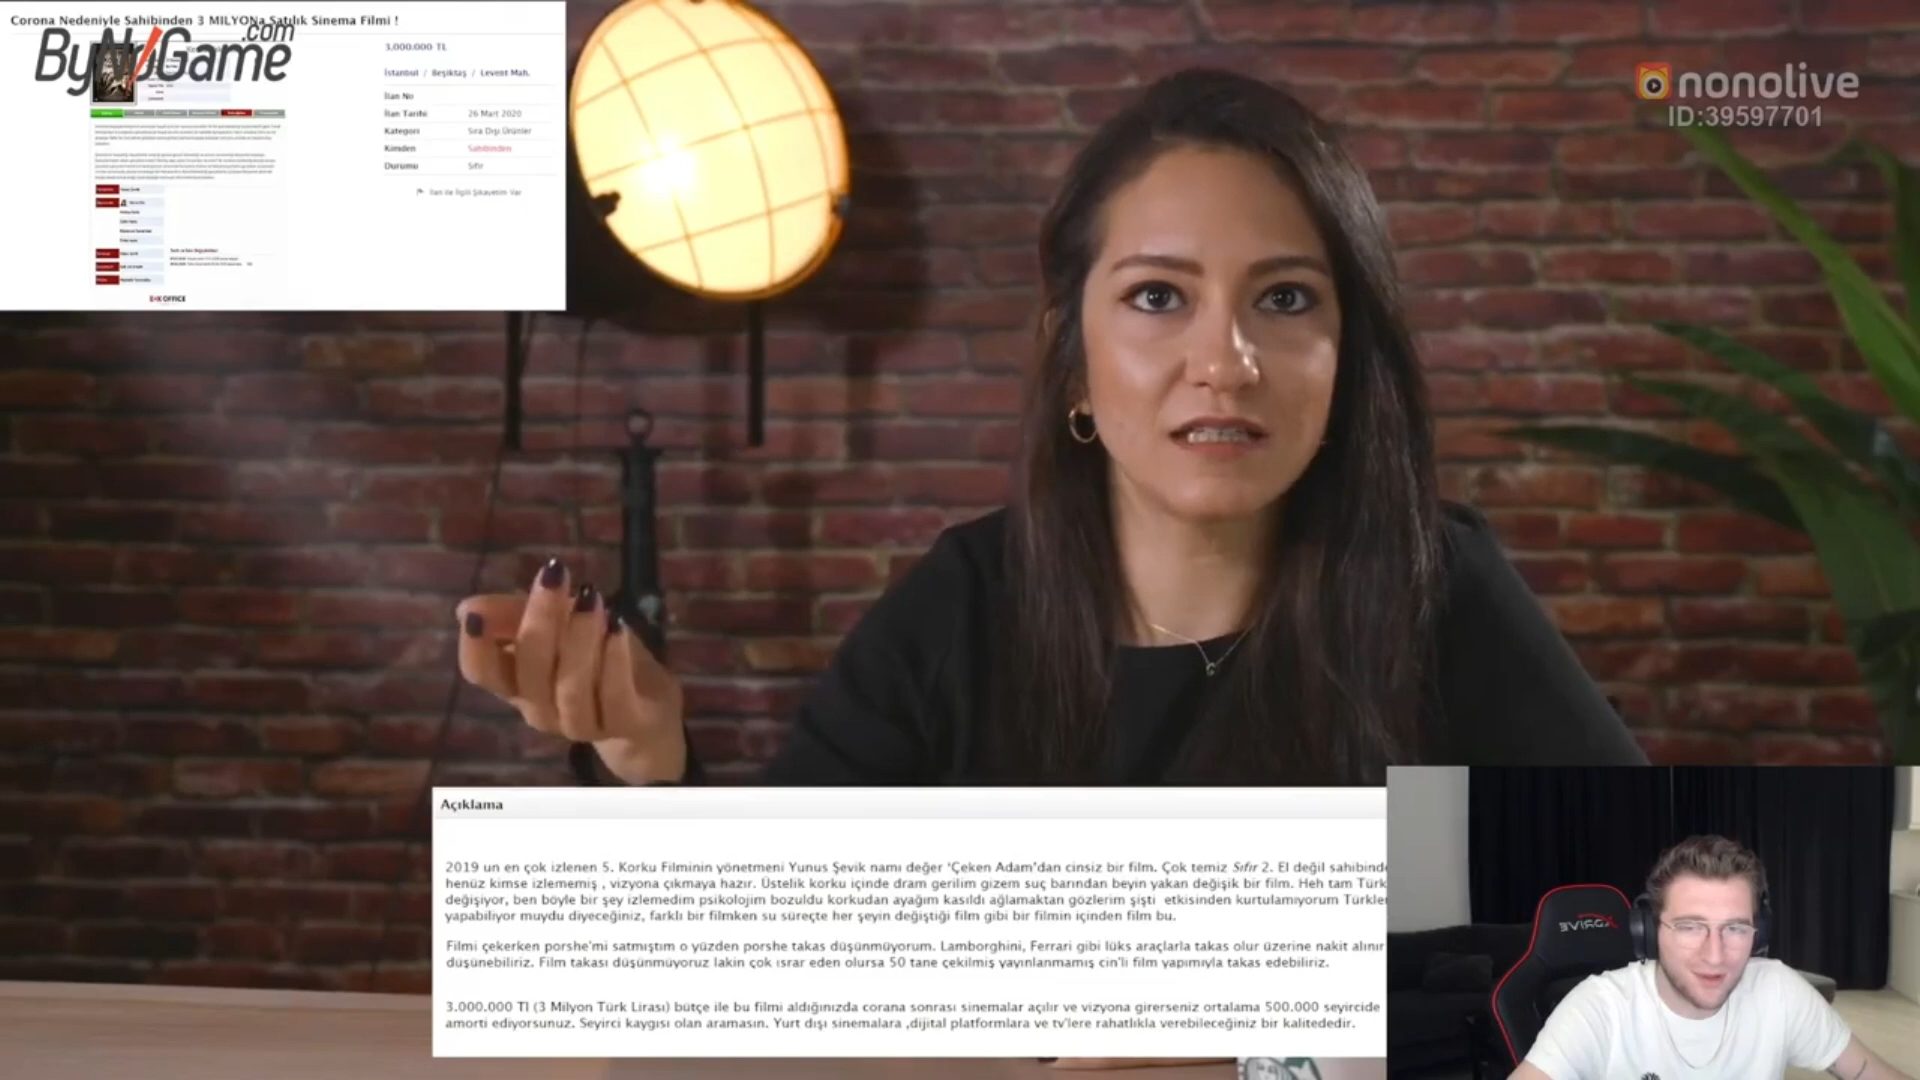 Corona Nedeniyle Sahibinden 3 MILYONa Satılık Sinema Filmi !
ByNoGame.com
3.000.000 TL
İstanbul / Beşiktaş / Levent Mah.
İlan No
İlan Tarihi 26 Mart 2020
Kategori Sıra Dışı Ürünler
Kimden Sahibinden
Durumu Sıfır
İlan ile İlgili Şikayetim Var
BOX OFFICE
nonolive
ID:39597701
Açıklama
2019 un en çok izlenen 5. Korku Filminin yönetmeni Yunus Şevik namı değer ‘Çeken Adam’dan cinsiz bir film. Çok temiz Sıfır 2. El değil sahibinde
henüz kimse izlememiş , vizyona çıkmaya hazır. Üstelik korku içinde dram gerilim gizem suç barından beyin yakan değişik bir film. Heh tam Türk
değişiyor, ben böyle bir şey izlemedim psikolojim bozuldu korkudan ayağım kasıldı ağlamaktan gözlerim şişti etkisinden kurtulamıyorum Türkler
yapabiliyor muydu diyeceğiniz, farklı bir filmken su süreçte her şeyin değiştiği film gibi bir filmin içinden film bu.
Filmi çekerken porshe’mi satmıştım o yüzden porshe takas düşünmüyorum. Lamborghini, Ferrari gibi lüks araçlarla takas olur üzerine nakit alınır
düşünebiliriz. Film takası düşünmüyoruz lakin çok ısrar eden olursa 50 tane çekilmiş yayınlanmamış cin’li film yapımıyla takas edebiliriz.
3.000.000 Tl (3 Milyon Türk Lirası) bütçe ile bu filmi aldığınızda corana sonrası sinemalar açılır ve vizyona girerseniz ortalama 500.000 seyircide
amorti ediyorsunuz. Seyirci kaygısı olan aramasın. Yurt dışı sinemalara ,dijital platformlara ve tv’lere rahatlıkla verebileceğiniz bir kalitededir.